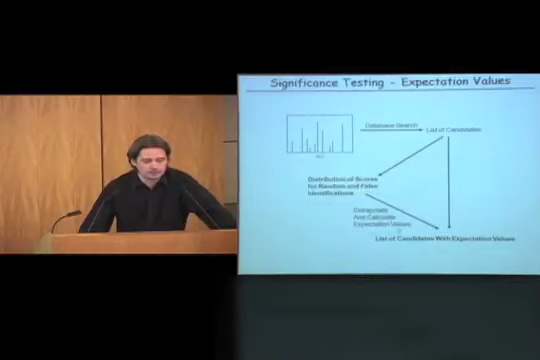 Significance Testing - Expectation Values
Database Search
List of Candidates
M/Z
Distribution of Scores
for Random and False
Identifications
Extrapolate
And Calculate
Expectation Values
List of Candidates With Expectation Values